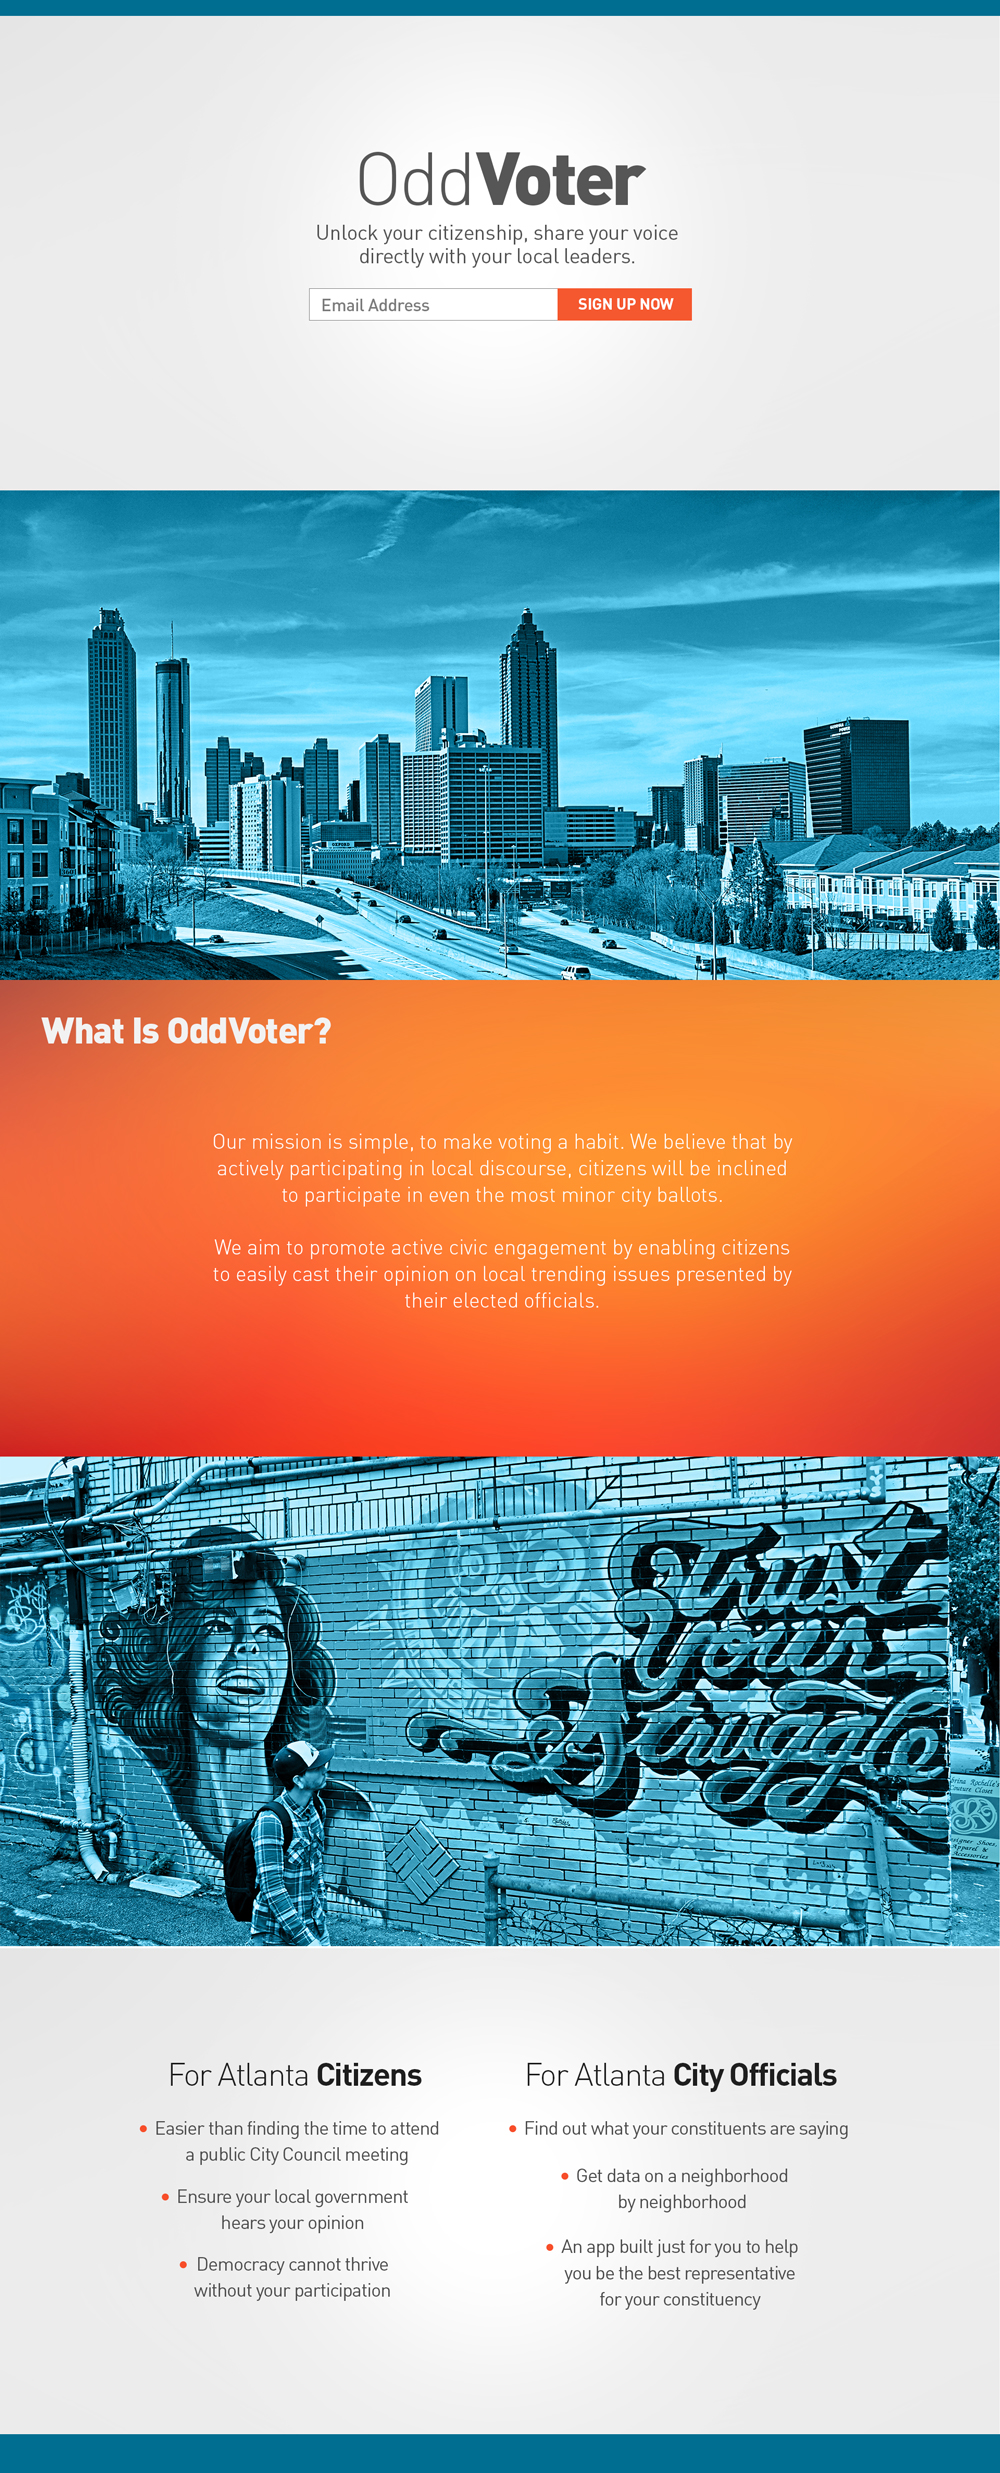 OddVoter
Unlock your citizenship, share your voice
directly with your local leaders.
Email Address
SIGN UP NOW
What Is OddVoter?
Our mission is simple, to make voting a habit. We believe that by
actively participating in local discourse, citizens will be inclined
to participate in even the most minor city ballots.
We aim to promote active civic engagement by enabling citizens
to easily cast their opinion on local trending issues presented by
their elected officials.
Trust
Your
Struggle
Rochelle's
Couture Closet
Shoes,
Apparel &
Accessories
For Atlanta Citizens
• Easier than finding the time to attend
a public City Council meeting
• Ensure your local government
hears your opinion
• Democracy cannot thrive
without your participation
For Atlanta City Officials
• Find out what your constituents are saying
• Get data on a neighborhood
by neighborhood
• An app built just for you to help
you be the best representative
for your constituency